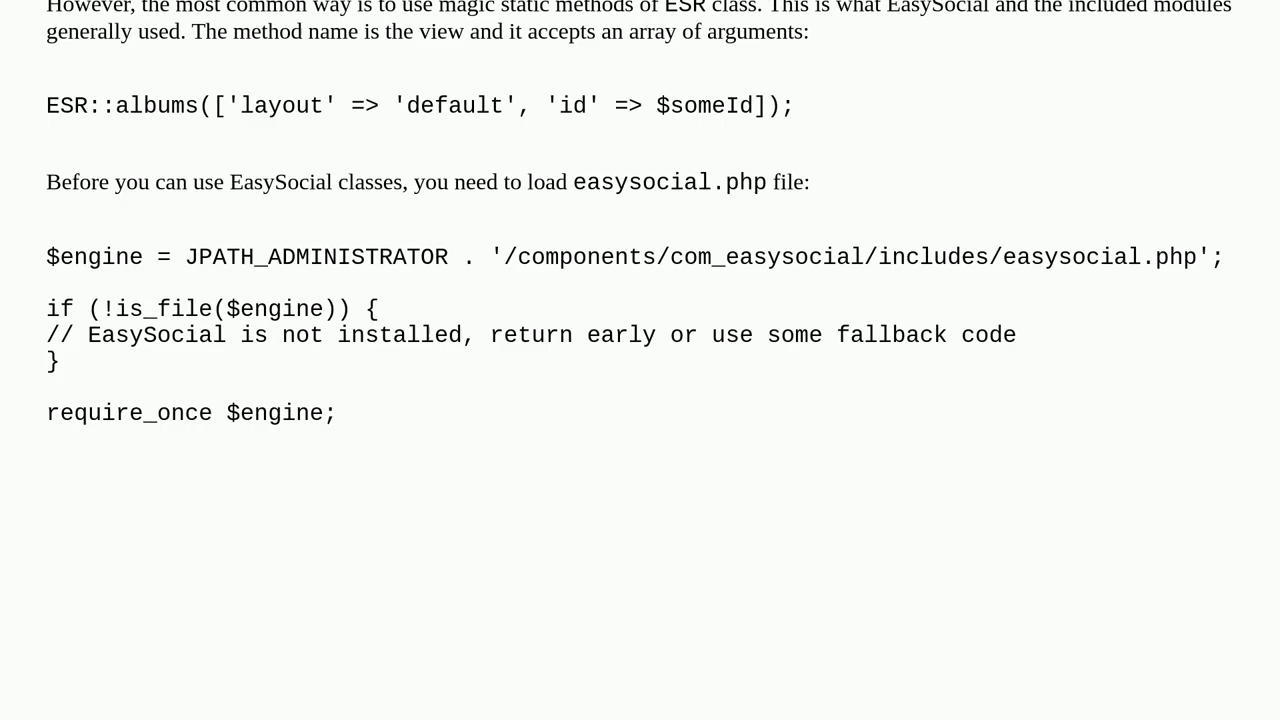 However, the most common way is to use magic static methods of ESR class. This is what EasySocial and the included modules
generally used. The method name is the view and it accepts an array of arguments:
ESR::albums(['layout' => 'default', 'id' => $someId]);
Before you can use EasySocial classes, you need to load easysocial.php file:
$engine = JPATH_ADMINISTRATOR . '/components/com_easysocial/includes/easysocial.php';
if (!is_file($engine)) {
// EasySocial is not installed, return early or use some fallback code
}
require_once $engine;